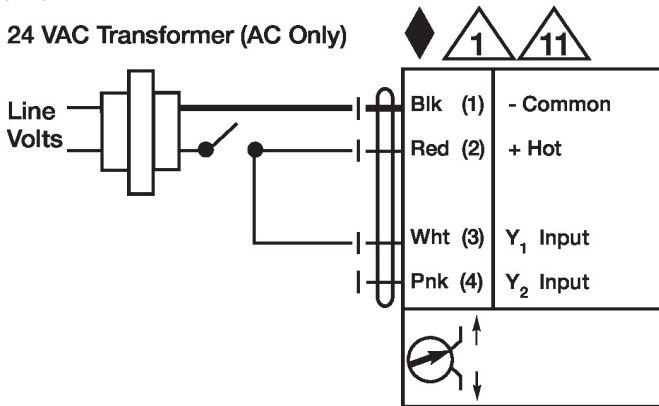 24 VAC Transformer (AC Only)
1 11
Line
Volts
Blk (1) - Common
Red (2) + Hot
Wht (3) Y1 Input
Pnk (4) Y2 Input